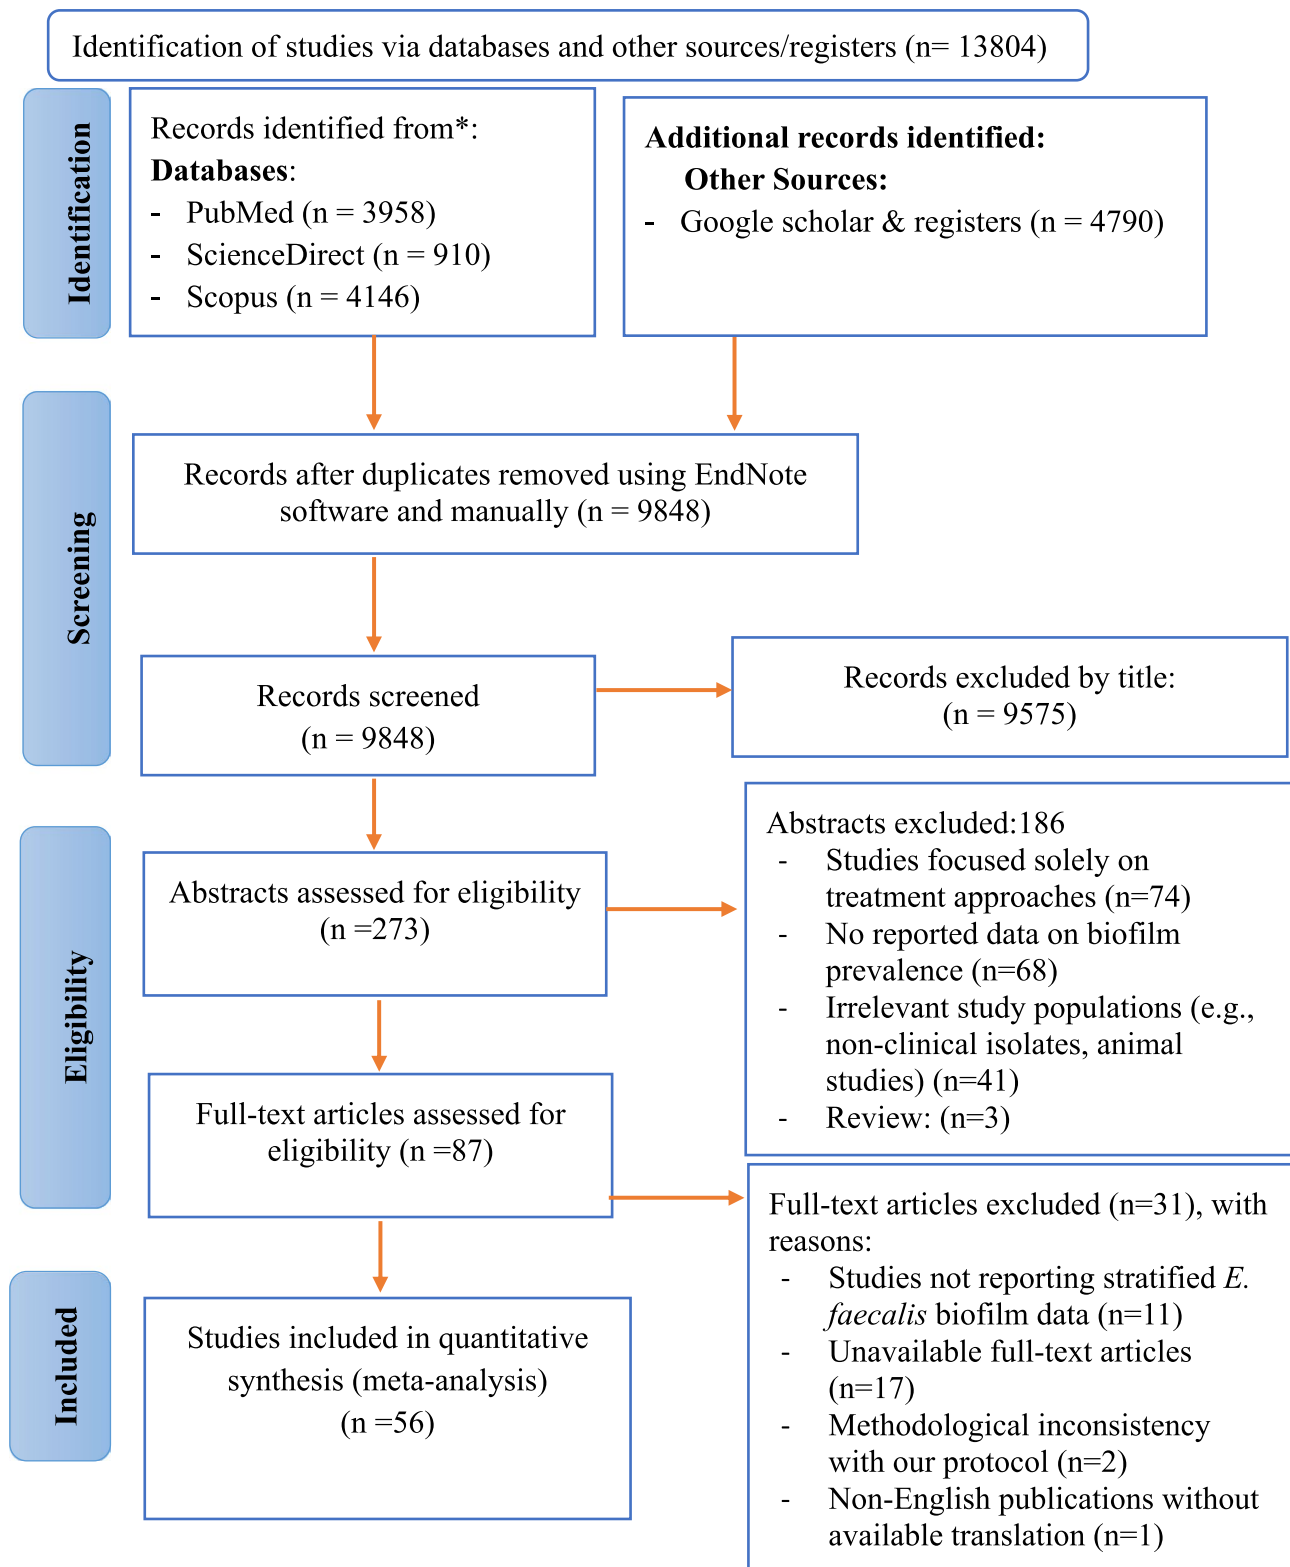 Identification of studies via databases and other sources/registers (n= 13804)
Identification
Records identified from*:
Databases:
- PubMed (n = 3958)
- ScienceDirect (n = 910)
- Scopus (n = 4146)
Additional records identified:
Other Sources:
- Google scholar & registers (n = 4790)
Screening
Records after duplicates removed using EndNote
software and manually (n = 9848)
Records screened
(n = 9848)
Records excluded by title:
(n = 9575)
Eligibility
Abstracts assessed for eligibility
(n =273)
Abstracts excluded:186
- Studies focused solely on
treatment approaches (n=74)
- No reported data on biofilm
prevalence (n=68)
- Irrelevant study populations (e.g.,
non-clinical isolates, animal
studies) (n=41)
- Review: (n=3)
Full-text articles assessed for
eligibility (n =87)
Full-text articles excluded (n=31), with
reasons:
- Studies not reporting stratified E.
faecalis biofilm data (n=11)
- Unavailable full-text articles
(n=17)
- Methodological inconsistency
with our protocol (n=2)
- Non-English publications without
available translation (n=1)
Included
Studies included in quantitative
synthesis (meta-analysis)
(n =56)